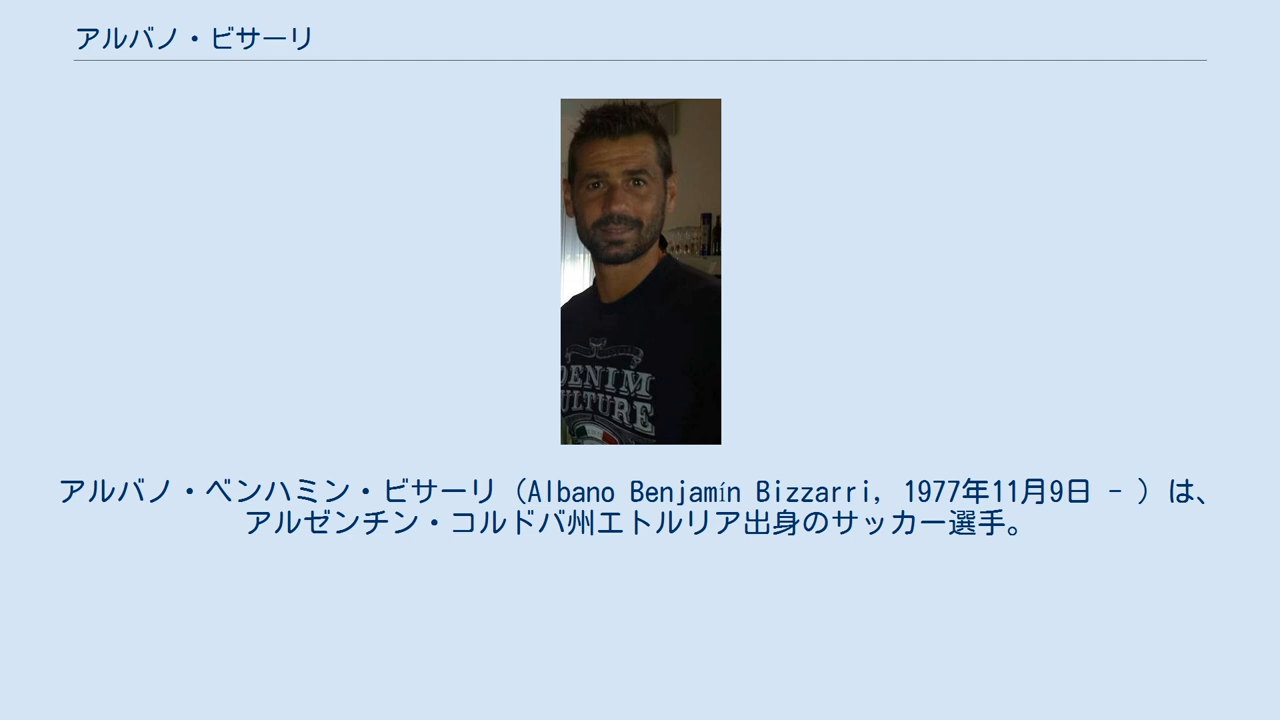 アルバノ・ビサーリ
DENIM
ULTURE
アルバノ・ベンハミン・ビサーリ（Albano Benjamín Bizzarri, 1977年11月9日 - ）は、
アルゼンチン・コルドバ州エトルリア出身のサッカー選手。